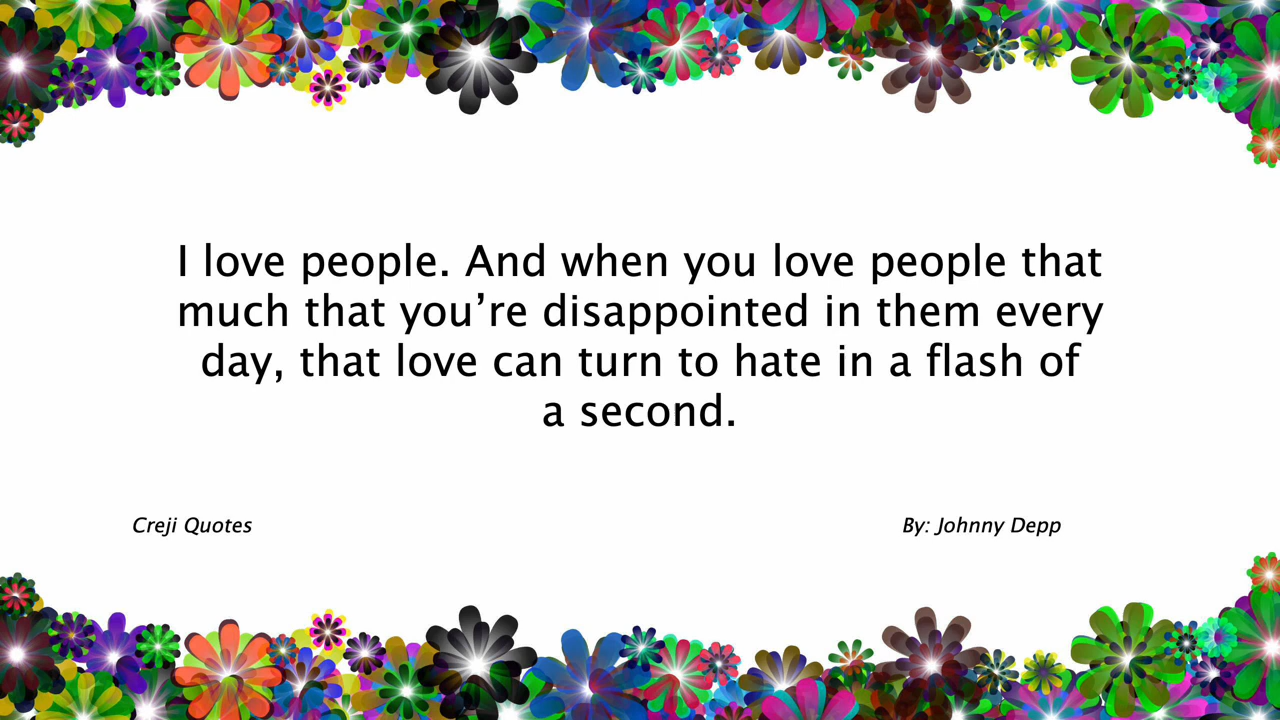 I love people. And when you love people that
much that you’re disappointed in them every
day, that love can turn to hate in a flash of
a second.
Creji Quotes
By: Johnny Depp